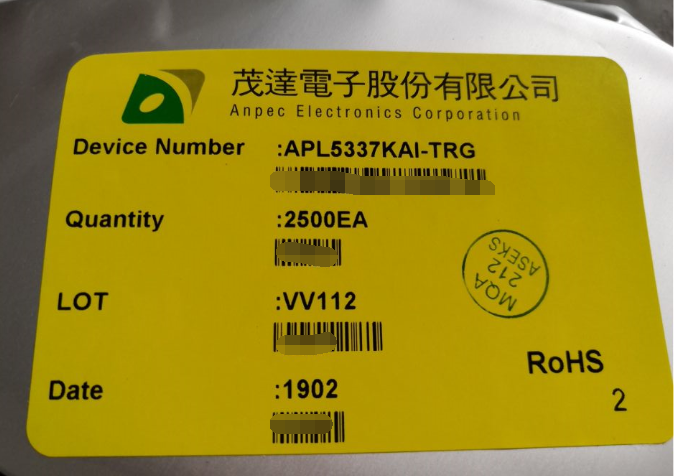 茂達電子股份有限公司
Anpec Electronics Corporation
Device Number :APL5337KAI-TRG
Quantity :2500EA
LOT :VV112
Date :1902
MQA
212
ASEKS
RoHS
2